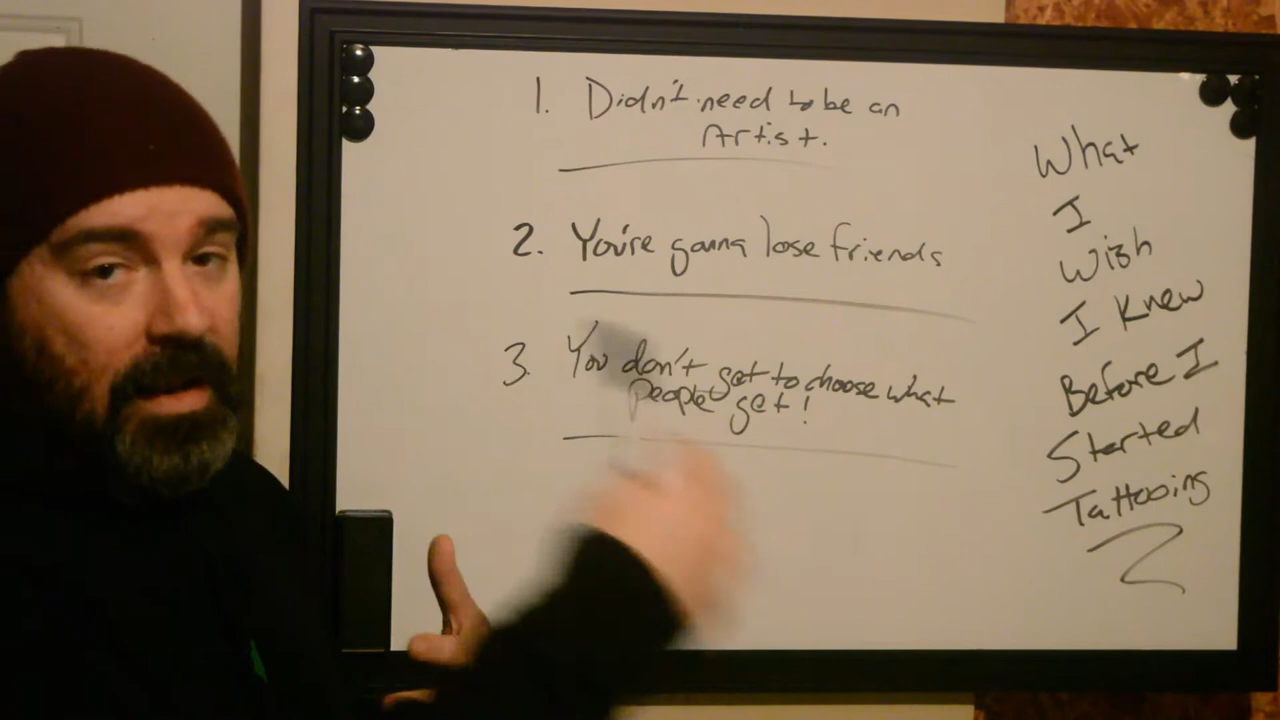 1. Didn't need to be an
Artist.
2. You're gonna lose friends
3. You don't get to choose what
People get!
What
I
Wish
I Knew
Before I
Started
Tattooing